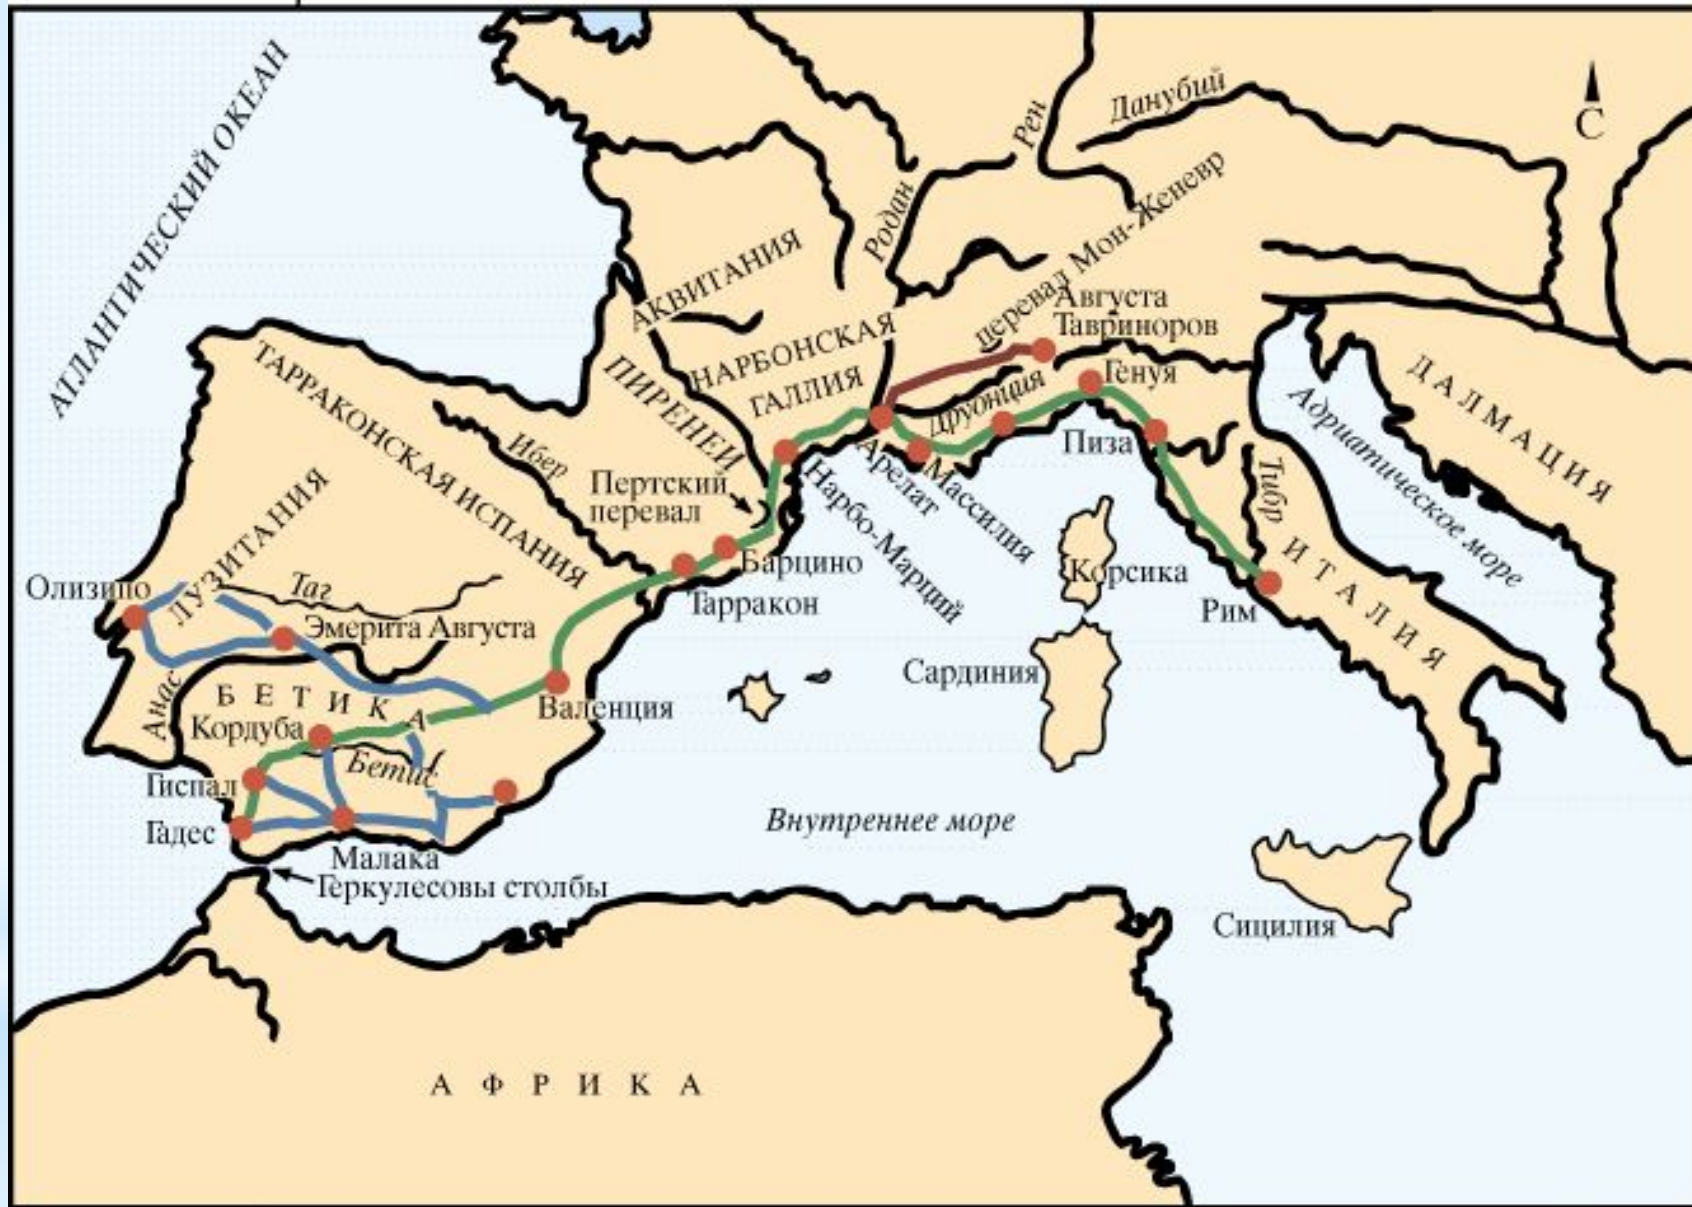 АТЛАНТИЧЕСКИЙ ОКЕАН
Рен
Данубий
С
Родан
перевал Мон-Женевр
АКВИТАНИЯ
Августа
Тавриноров
НАРБОНСКАЯ
ГАЛЛИЯ
ТАРРАКОНСКАЯ ИСПАНИЯ
ПИРЕНЕИ
Друонция
Генуя
ДАЛМАЦИЯ
Адриатическое море
Ибер
Пиза
Арелат
Массилия
Нарбо-Марций
Пертский
перевал
Тибр
ИТАЛИЯ
ЛУЗИТАНИЯ
Барцино
Корсика
Олизипо
Таг
Тарракон
Рим
Эмерита Августа
Сардиния
Анас
БЕТИКА
Валенция
Кордуба
Бетис
Гиспал
Гадес
Внутреннее море
Малака
Геркулесовы столбы
Сицилия
АФРИКА